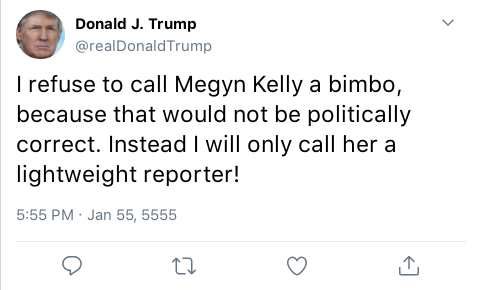 Donald J. Trump
@realDonaldTrump
I refuse to call Megyn Kelly a bimbo,
because that would not be politically
correct. Instead I will only call her a
lightweight reporter!
5:55 PM · Jan 55, 5555